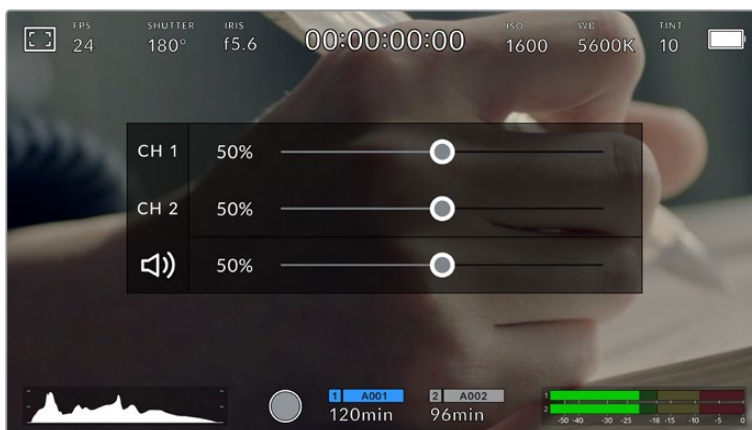 FPS SHUTTER IRIS ISO WB TINT
24 180° f5.6 00:00:00:00 1600 5600K 10
CH 1 50%
CH 2 50%
50%
1 A001 2 A002
120min 96min
1
2
-50 -40 -30 -25 -18 -15 -10 -5 0